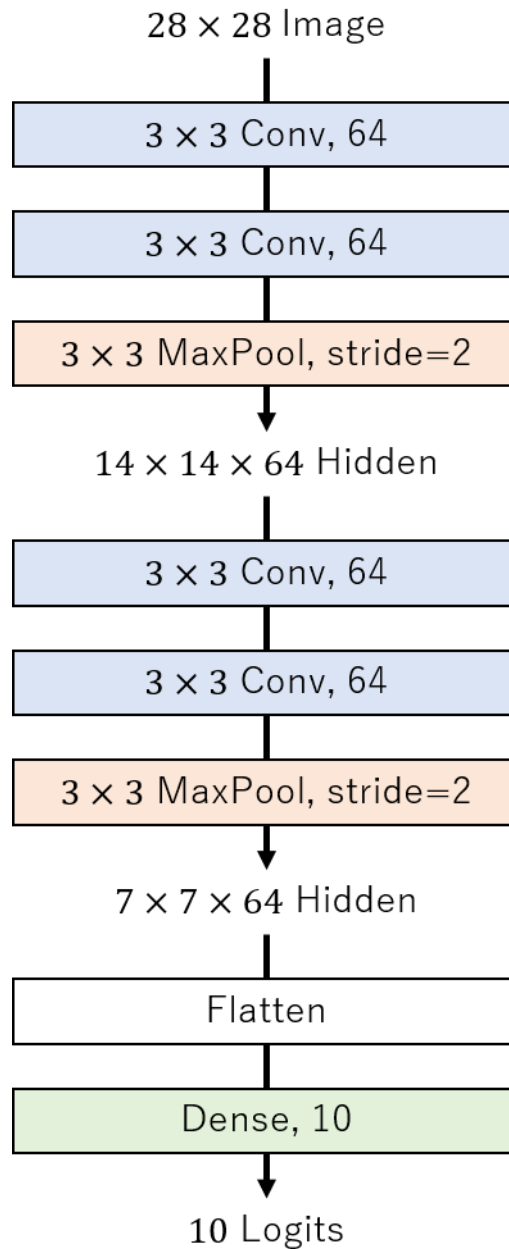 28 × 28 Image
3 × 3 Conv, 64
3 × 3 Conv, 64
3 × 3 MaxPool, stride=2
14 × 14 × 64 Hidden
3 × 3 Conv, 64
3 × 3 Conv, 64
3 × 3 MaxPool, stride=2
7 × 7 × 64 Hidden
Flatten
Dense, 10
10 Logits